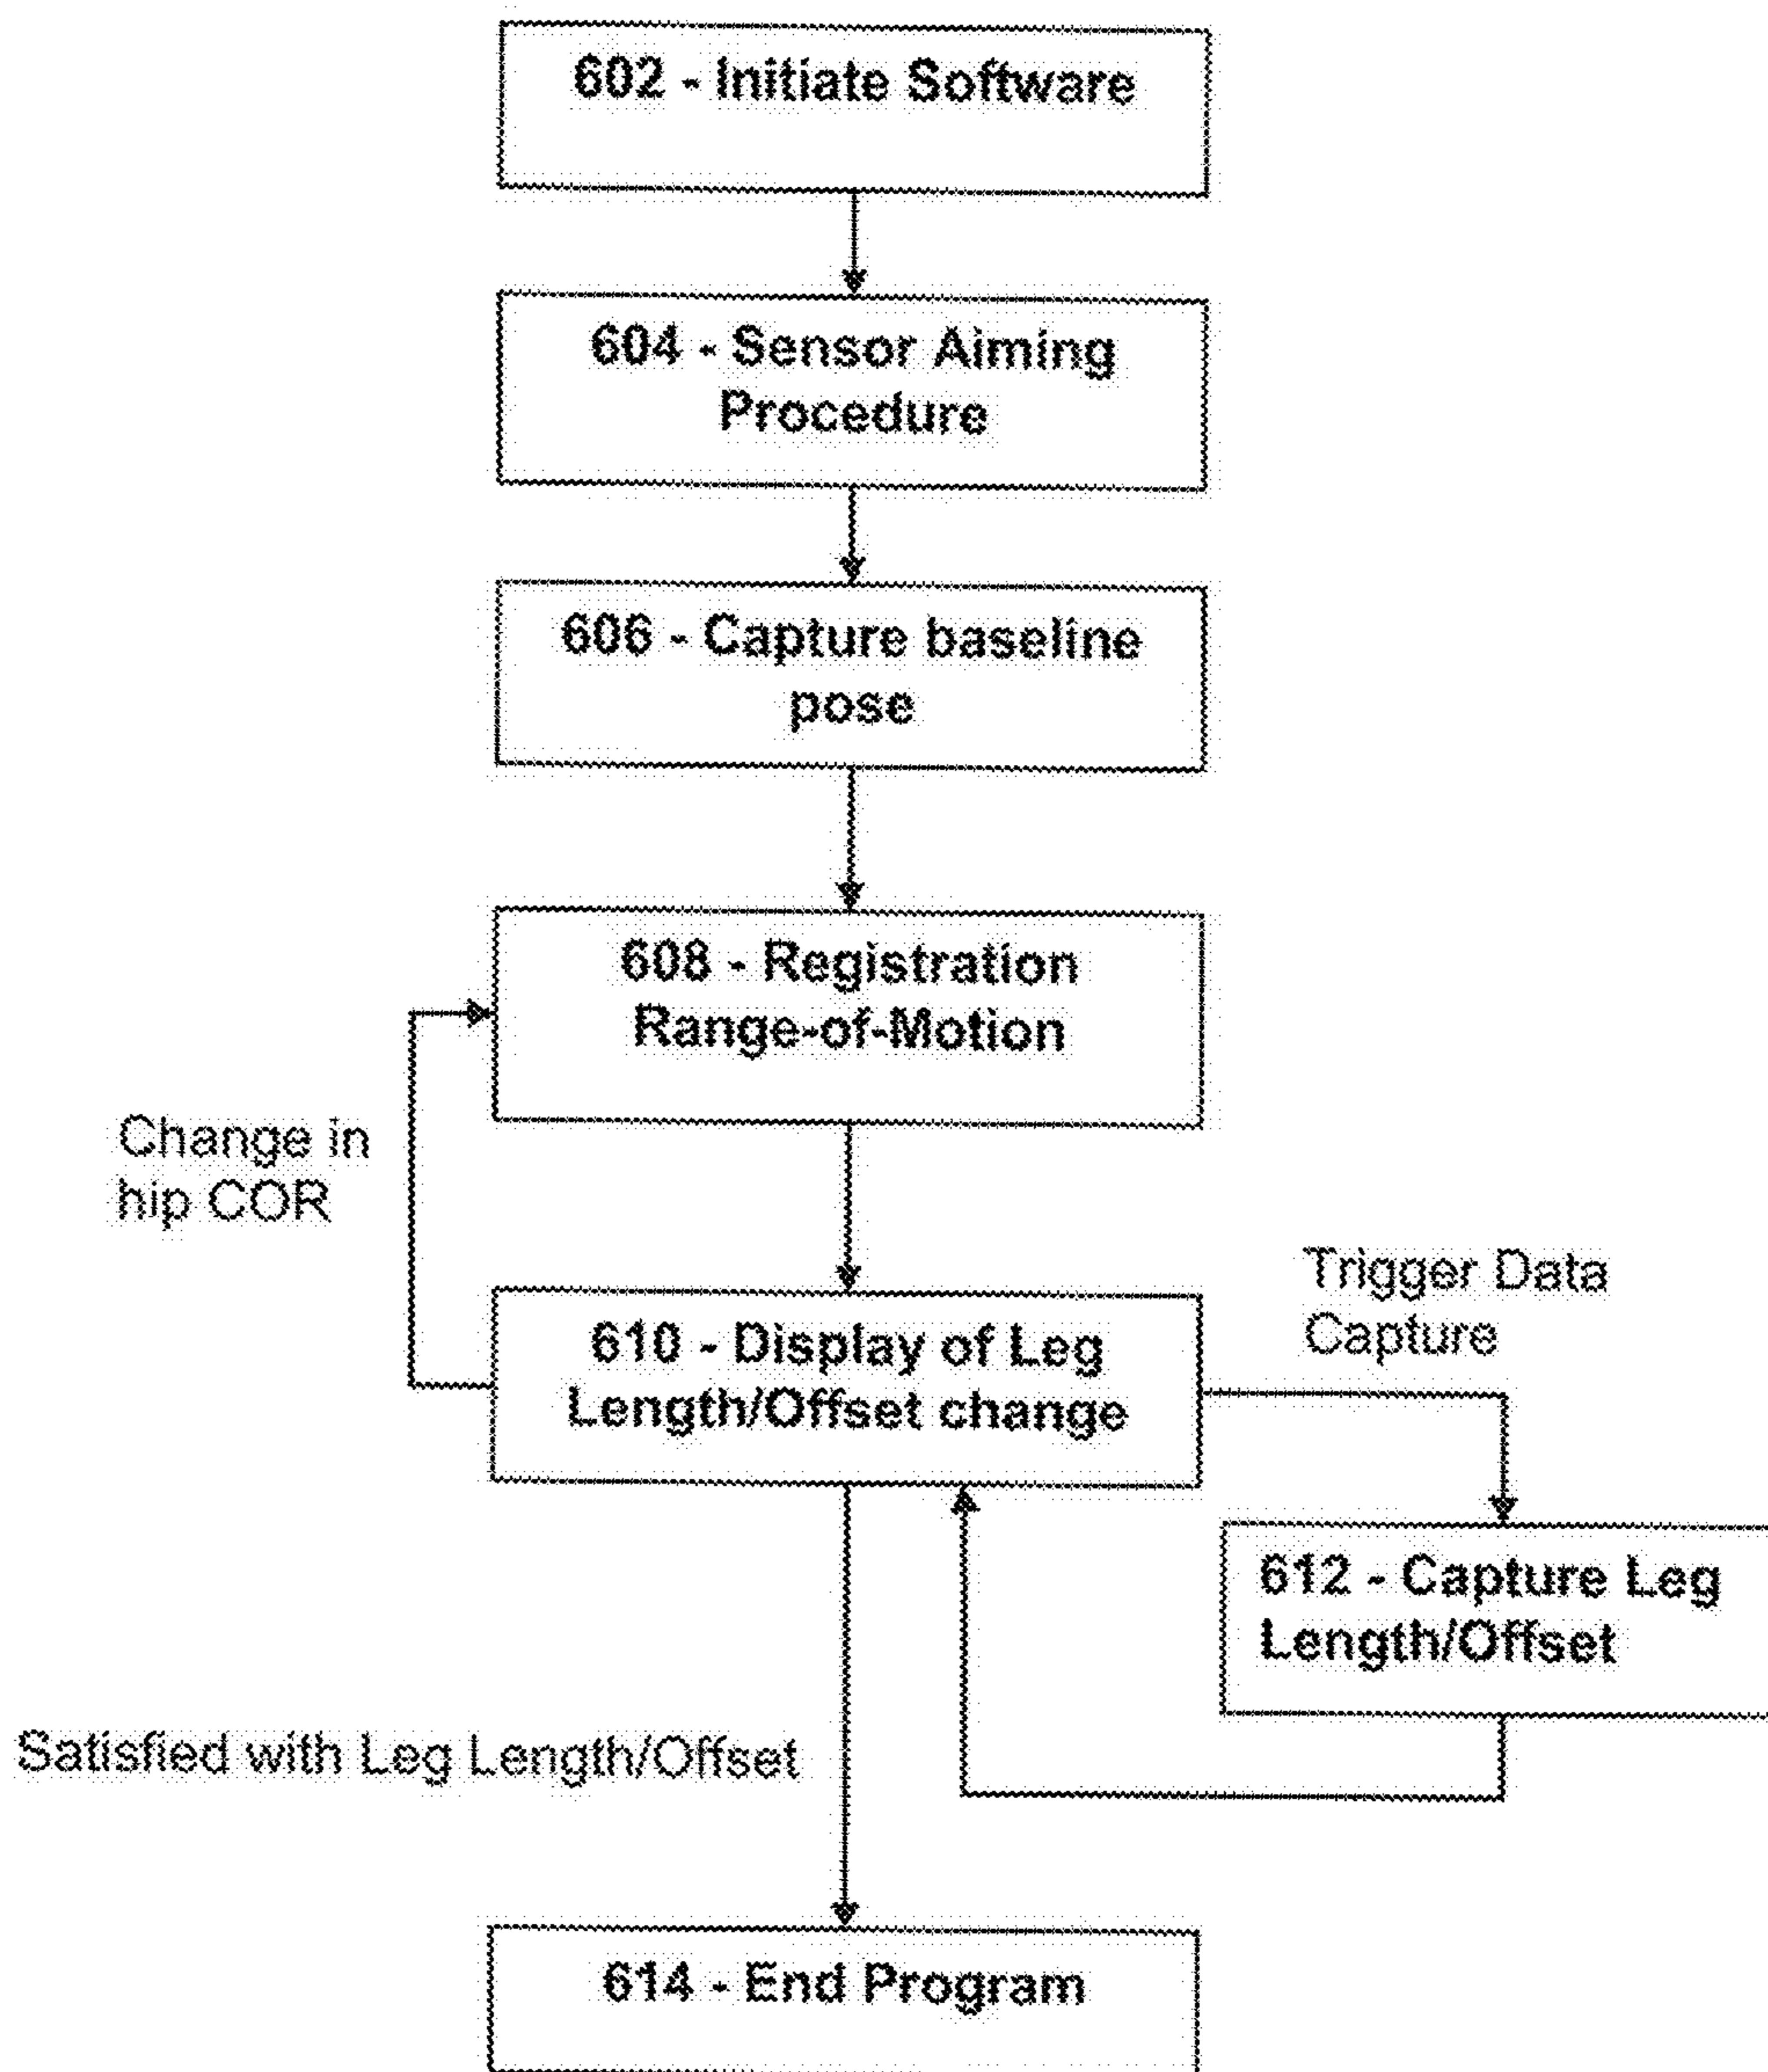 602 - Initiate Software
604 - Sensor Aiming
Procedure
606 - Capture baseline
pose
608 - Registration
Range-of-Motion
Change in
hip COR
610 - Display of Leg
Length/Offset change
Trigger Data
Capture
612 - Capture Leg
Length/Offset
Satisfied with Leg Length/Offset
614 - End Program